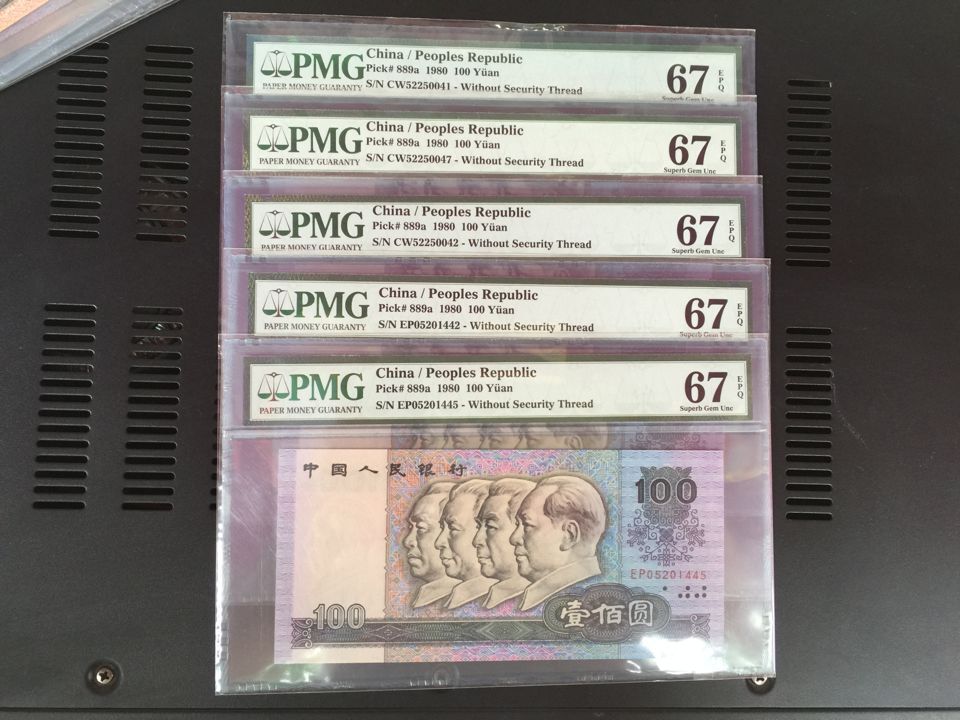 PMG
PAPER MONEY GUARANTY
China / Peoples Republic
Pick# 889a 1980 100 Yüan
S/N CW52250041 - Without Security Thread
67 EPQ
Superb Gem Unc
PMG
PAPER MONEY GUARANTY
China / Peoples Republic
Pick# 889a 1980 100 Yüan
S/N CW52250047 - Without Security Thread
67 EPQ
Superb Gem Unc
PMG
PAPER MONEY GUARANTY
China / Peoples Republic
Pick# 889a 1980 100 Yüan
S/N CW52250042 - Without Security Thread
67 EPQ
Superb Gem Unc
PMG
PAPER MONEY GUARANTY
China / Peoples Republic
Pick# 889a 1980 100 Yüan
S/N EP05201442 - Without Security Thread
67 EPQ
Superb Gem Unc
PMG
PAPER MONEY GUARANTY
China / Peoples Republic
Pick# 889a 1980 100 Yüan
S/N EP05201445 - Without Security Thread
67 EPQ
Superb Gem Unc
中国人民银行
100
EP05201445
100
壹佰圆